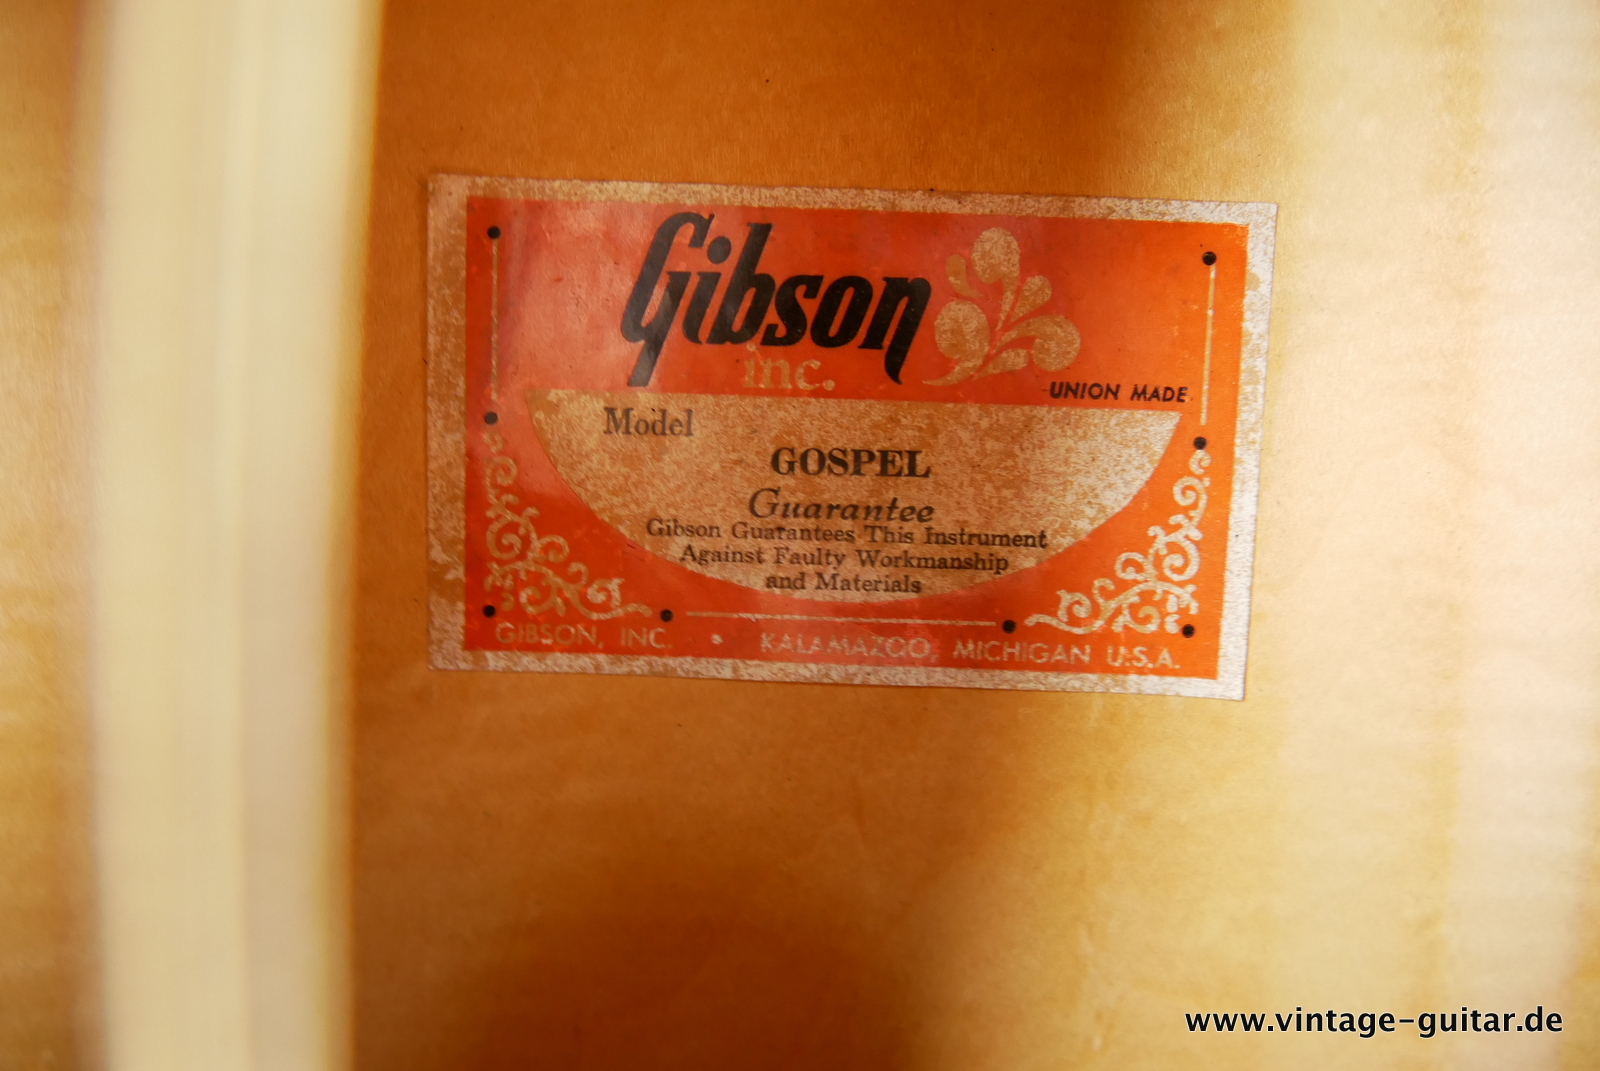 Gibson
inc.
UNION MADE
Model
GOSPEL
Guarantee
Gibson Guarantees This Instrument
Against Faulty Workmanship
and Materials
GIBSON, INC. • KALAMAZOO, MICHIGAN U.S.A.
www.vintage-guitar.de